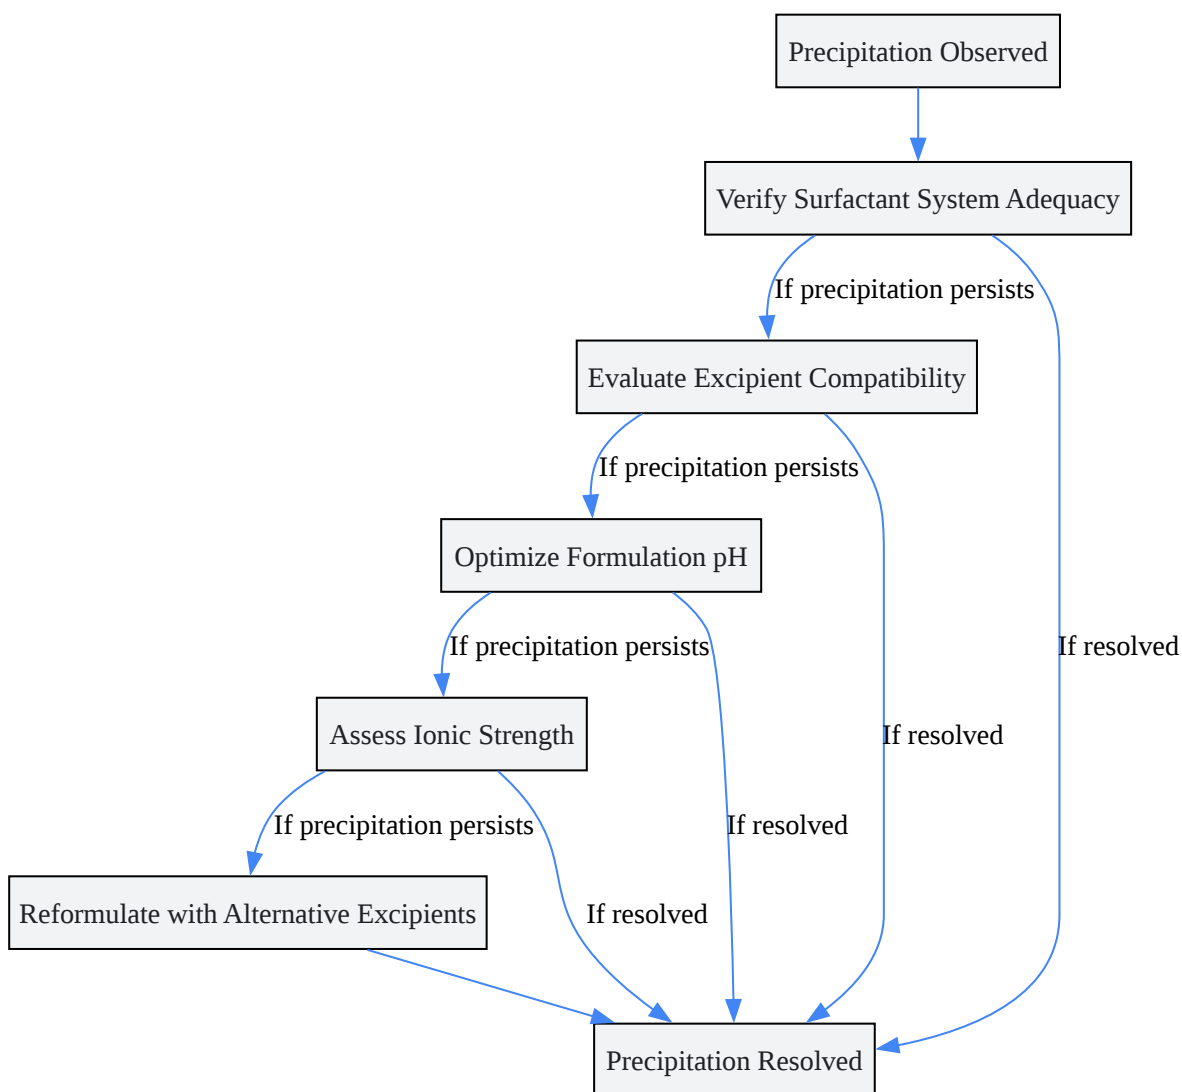 Precipitation Observed
Verify Surfactant System Adequacy
If precipitation persists
Evaluate Excipient Compatibility
If precipitation persists
Optimize Formulation pH
If precipitation persists
If resolved
Assess Ionic Strength
If resolved
If precipitation persists
If resolved
Reformulate with Alternative Excipients
If resolved
Precipitation Resolved